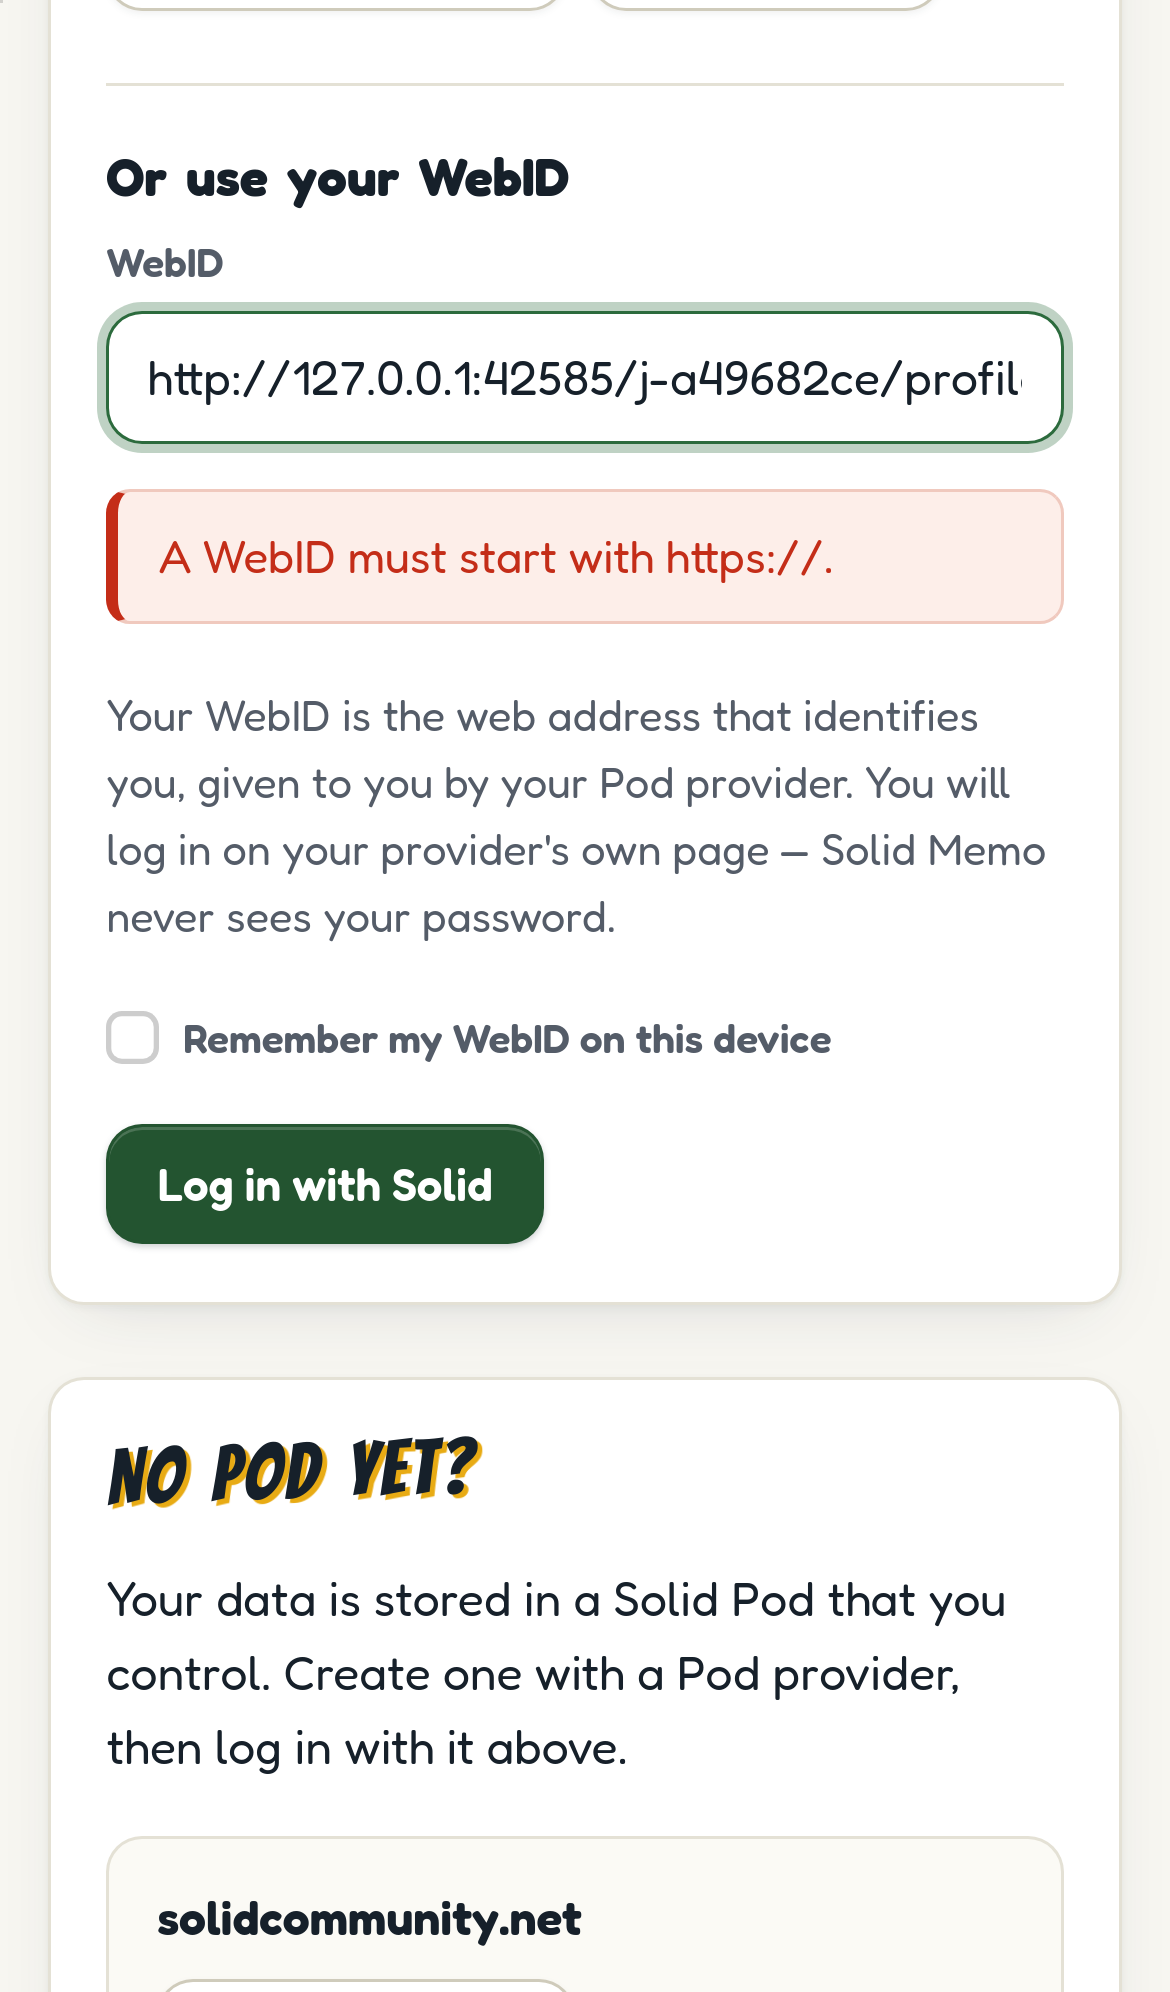 Or use your WebID
WebID
http://127.0.0.1:42585/j-a49682ce/profil
A WebID must start with https://.
Your WebID is the web address that identifies
you, given to you by your Pod provider. You will
log in on your provider's own page — Solid Memo
never sees your password.
Remember my WebID on this device
Log in with Solid
NO POD YET?
Your data is stored in a Solid Pod that you
control. Create one with a Pod provider,
then log in with it above.
solidcommunity.net